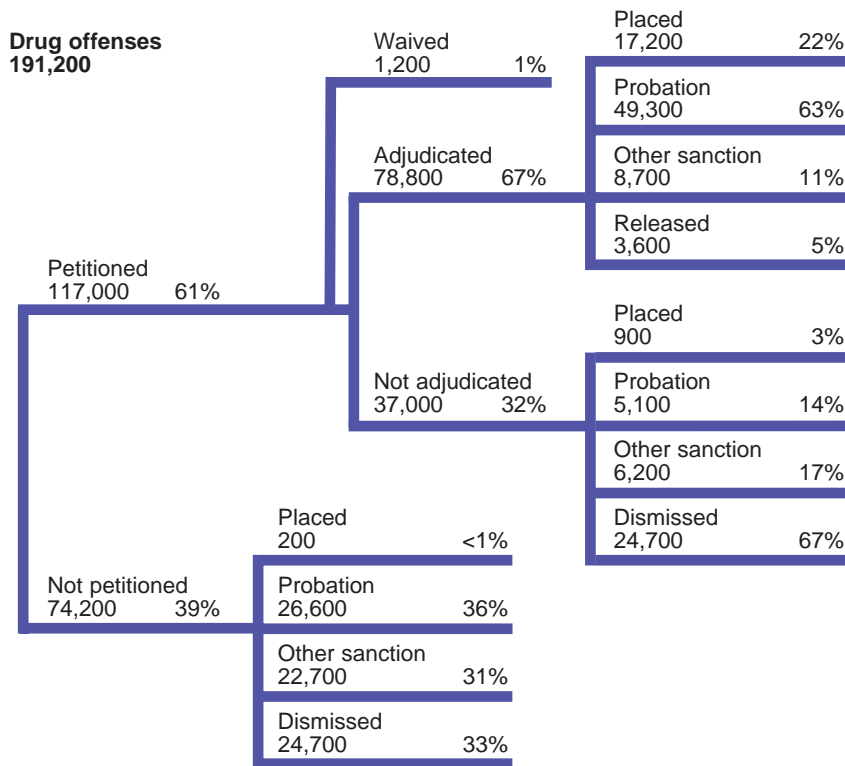 Drug offenses
191,200
Waived
1,200 1%
Placed
17,200 22%
Probation
49,300 63%
Adjudicated
78,800 67%
Other sanction
8,700 11%
Released
3,600 5%
Petitioned
117,000 61%
Placed
900 3%
Not adjudicated
37,000 32%
Probation
5,100 14%
Other sanction
6,200 17%
Dismissed
24,700 67%
Placed
200 <1%
Not petitioned
74,200 39%
Probation
26,600 36%
Other sanction
22,700 31%
Dismissed
24,700 33%